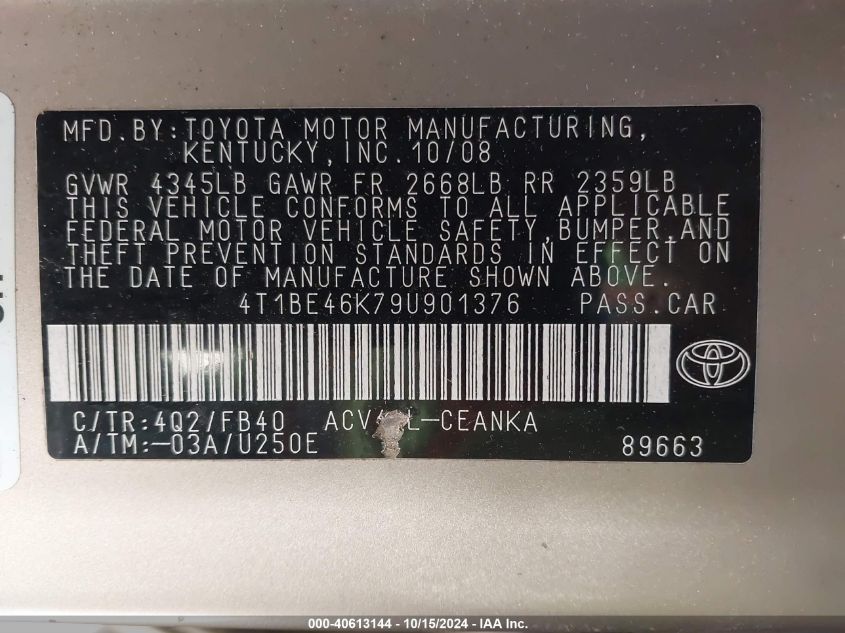 MFD.BY:TOYOTA MOTOR MANUFACTURING,
KENTUCKY,INC.10/08
GVWR 4345LB GAWR FR 2668LB RR 2359LB
THIS VEHICLE CONFORMS TO ALL APPLICABLE
FEDERAL MOTOR VEHICLE SAFETY,BUMPER,AND
THEFT PREVENTION STANDARDS IN EFFECT ON
THE DATE OF MANUFACTURE SHOWN ABOVE.
4T1BE46K79U901376 PASS.CAR
C/TR:4Q2/FB40
A/TM:-03A/U250E 89663
000-40613144 - 10/15/2024 - IAA Inc.